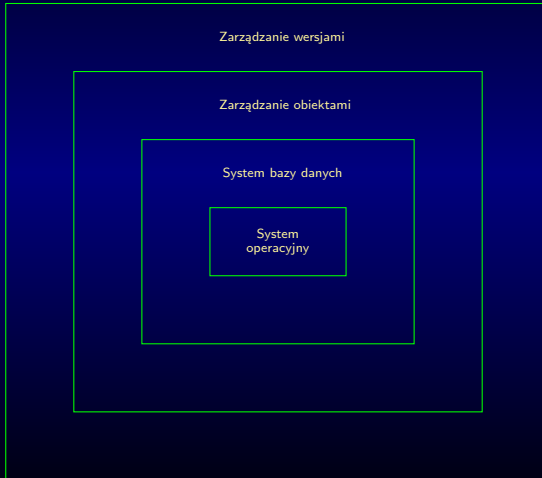 Zarządzanie wersjami
Zarządzanie obiektami
System bazy danych
System
operacyjny